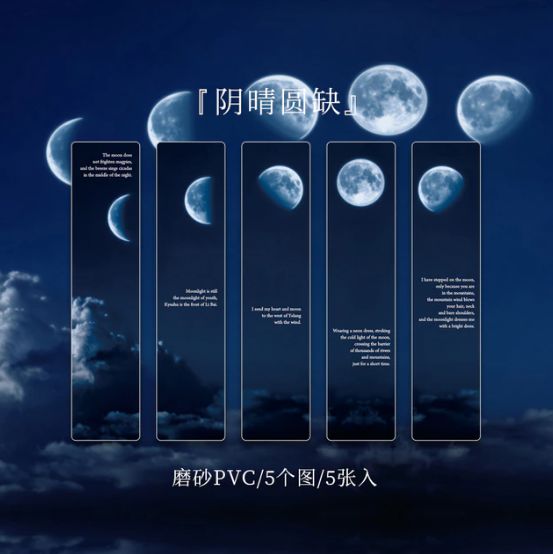 『阴晴圆缺』
The moon does
not frighten magpies,
and the breeze sings cicadas
in the middle of the night.
Moonlight is still
the moonlight of youth,
Kyushu is the frost of Li Bai.
I send my heart and moon
to the west of Yelang
with the wind.
Wearing a neon dress, stroking
the cold light of the moon,
crossing the barrier
of thousands of rivers
and mountains,
just for a short time.
I have stepped on the moon,
only because you are
in the mountains,
the mountain wind blows
your hair, neck
and bare shoulders,
and the moonlight dresses me
with a bright dress.
磨砂PVC/5个图/5张入